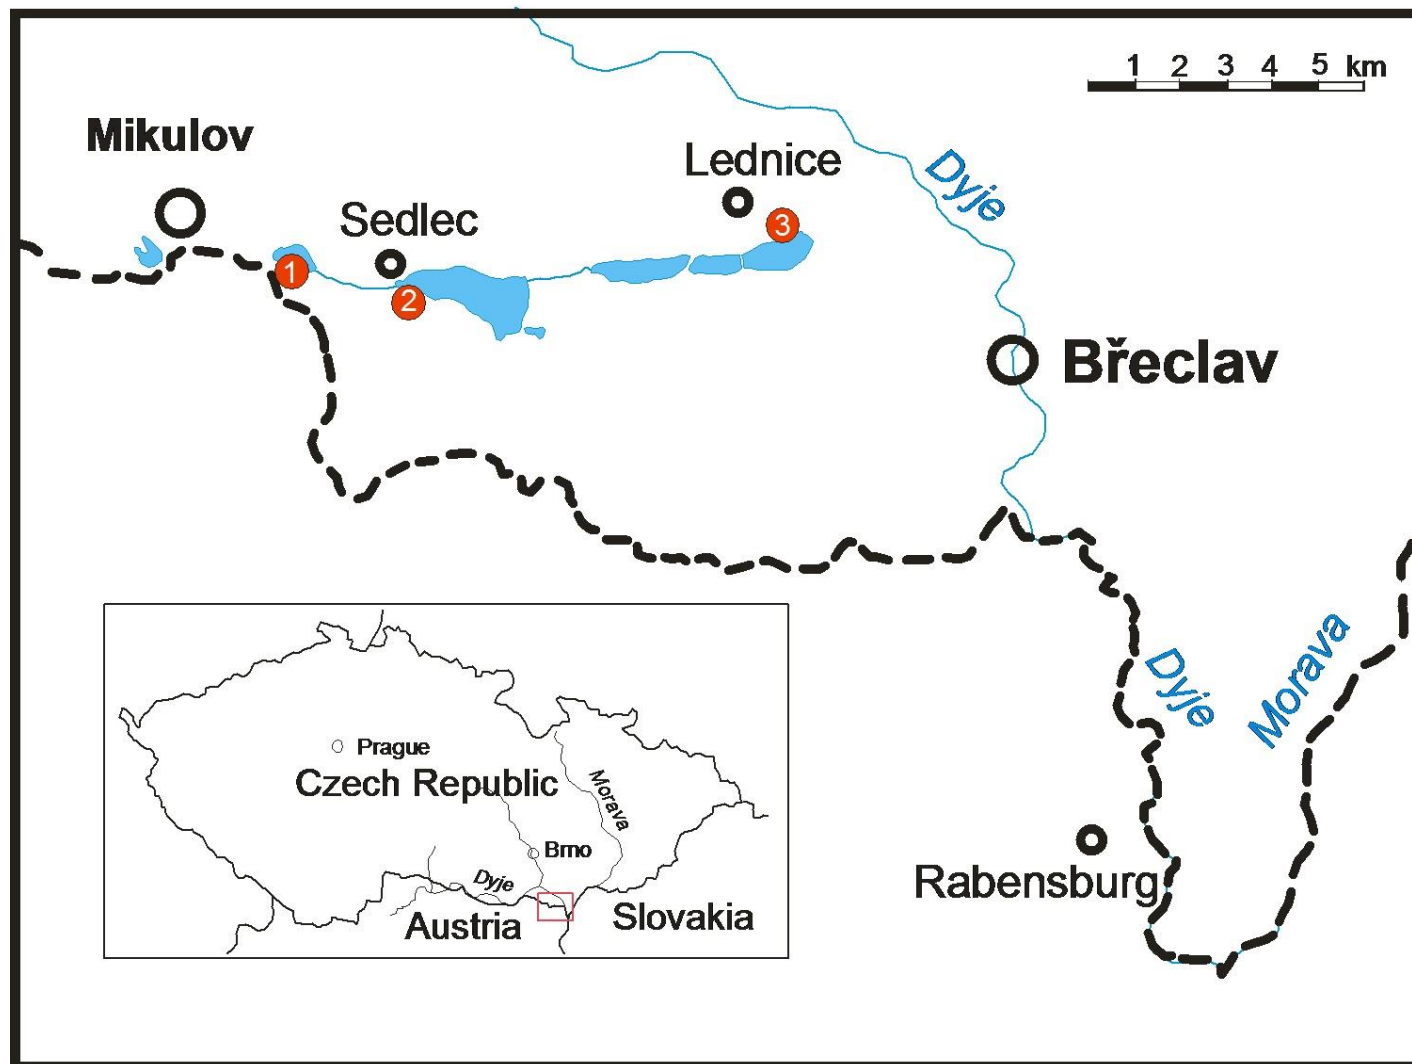 1 2 3 4 5 km
Mikulov
Lednice
Dyje
Sedlec
3
1
2
Břeclav
Dyje
Morava
Prague
Czech Republic
Morava
Brno
Dyje
Austria
Slovakia
Rabensburg